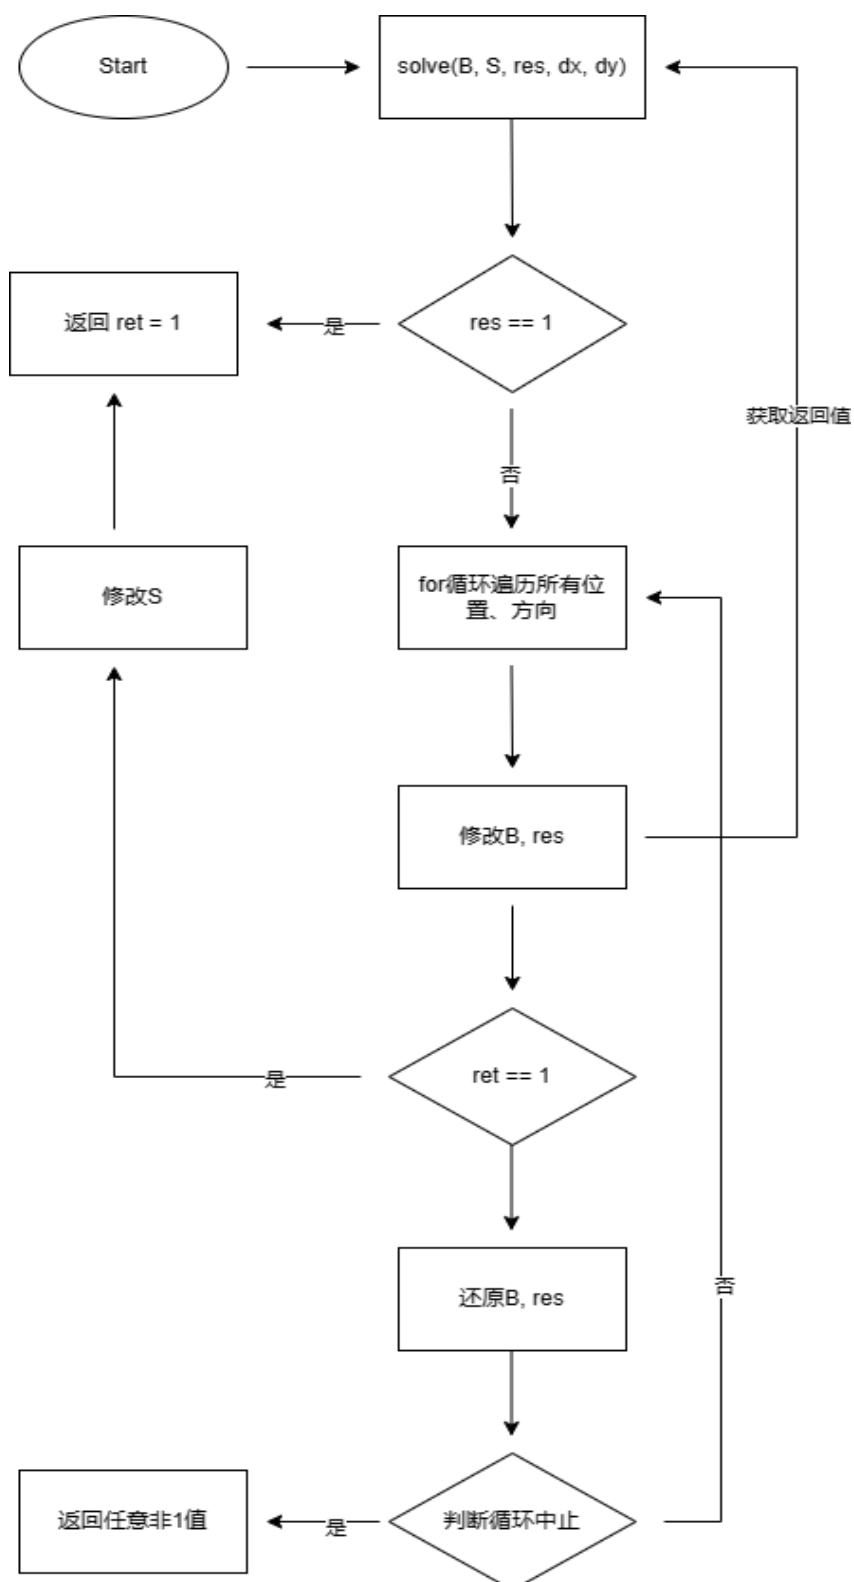 Start
solve(B, S, res, dx, dy)
返回 ret = 1
是
res == 1
获取返回值
否
修改S
for循环遍历所有位
置、方向
修改B, res
是
ret == 1
还原B, res
否
返回任意非1值
是
判断循环中止